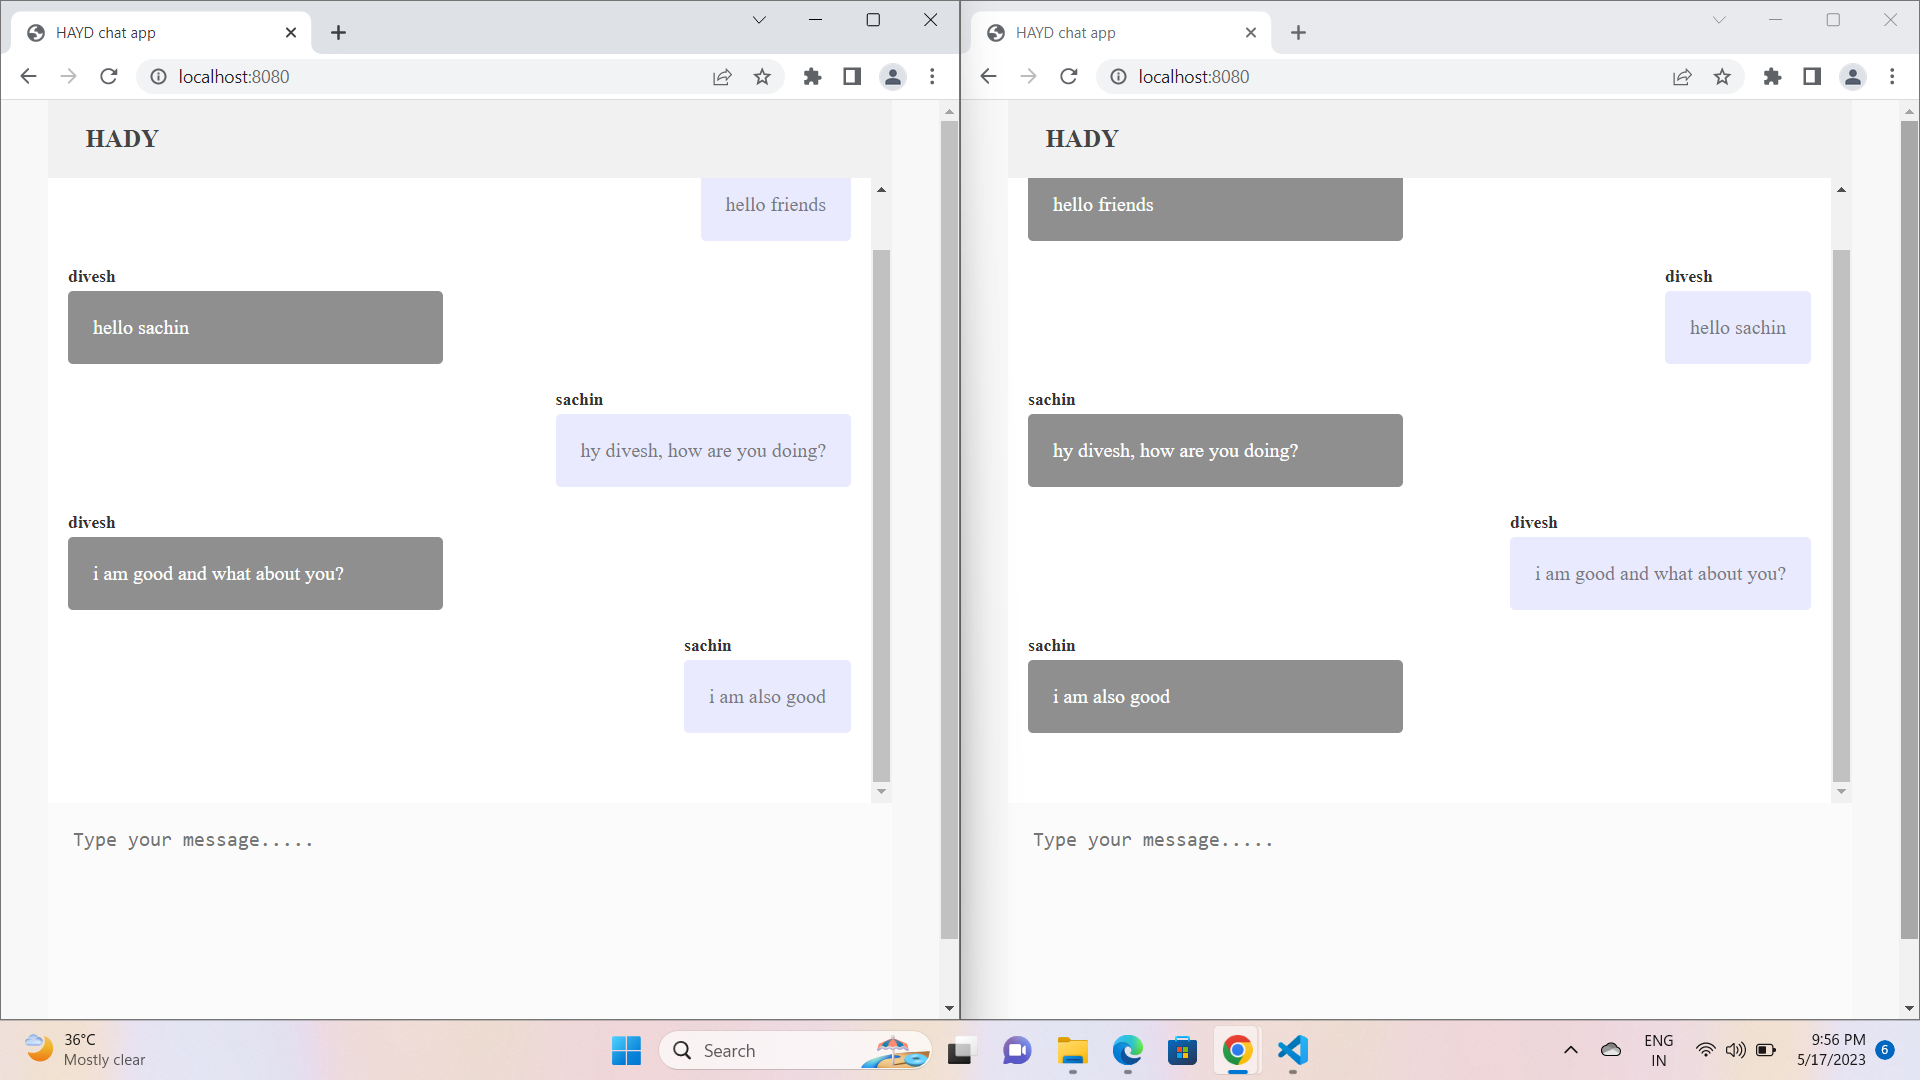 HAYD chat app
localhost:8080
HADY
hello friends
divesh
hello sachin
sachin
hy divesh, how are you doing?
divesh
i am good and what about you?
sachin
i am also good
Type your message.....
HAYD chat app
localhost:8080
HADY
hello friends
divesh
hello sachin
sachin
hy divesh, how are you doing?
divesh
i am good and what about you?
sachin
i am also good
Type your message.....
36°C
Mostly clear
Search
ENG
IN
9:56 PM
5/17/2023
6